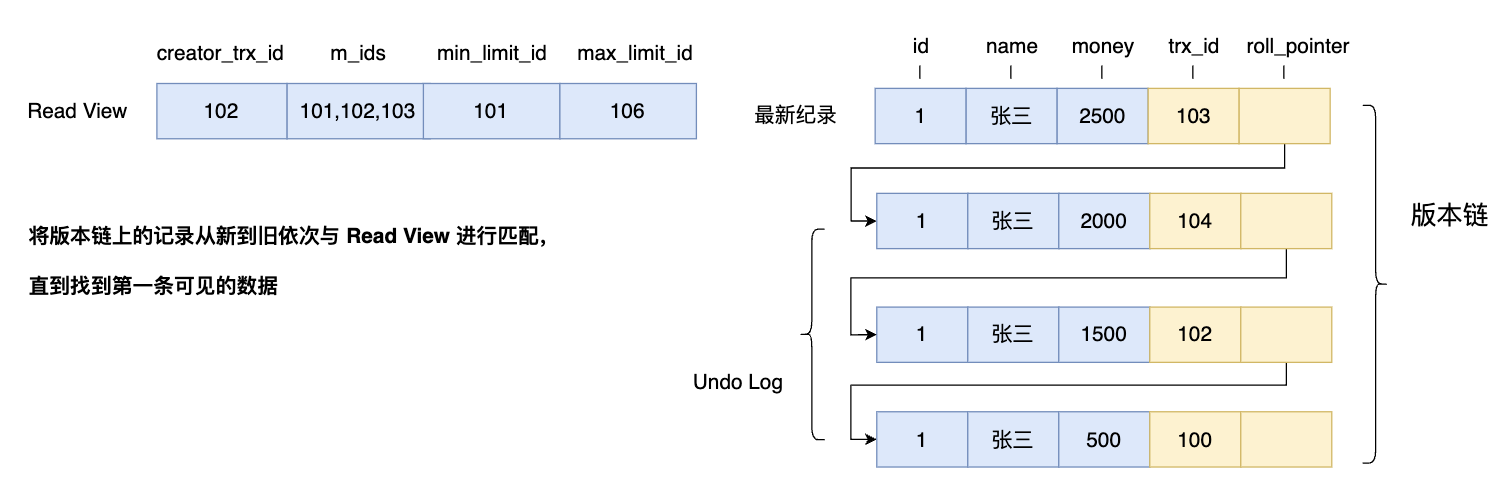 creator_trx_id m_ids min_limit_id max_limit_id
Read View 102 101,102,103 101 106
将版本链上的记录从新到旧依次与 Read View 进行匹配，
直到找到第一条可见的数据
id name money trx_id roll_pointer
最新纪录 1 张三 2500 103
1 张三 2000 104
版本链
1 张三 1500 102
Undo Log
1 张三 500 100